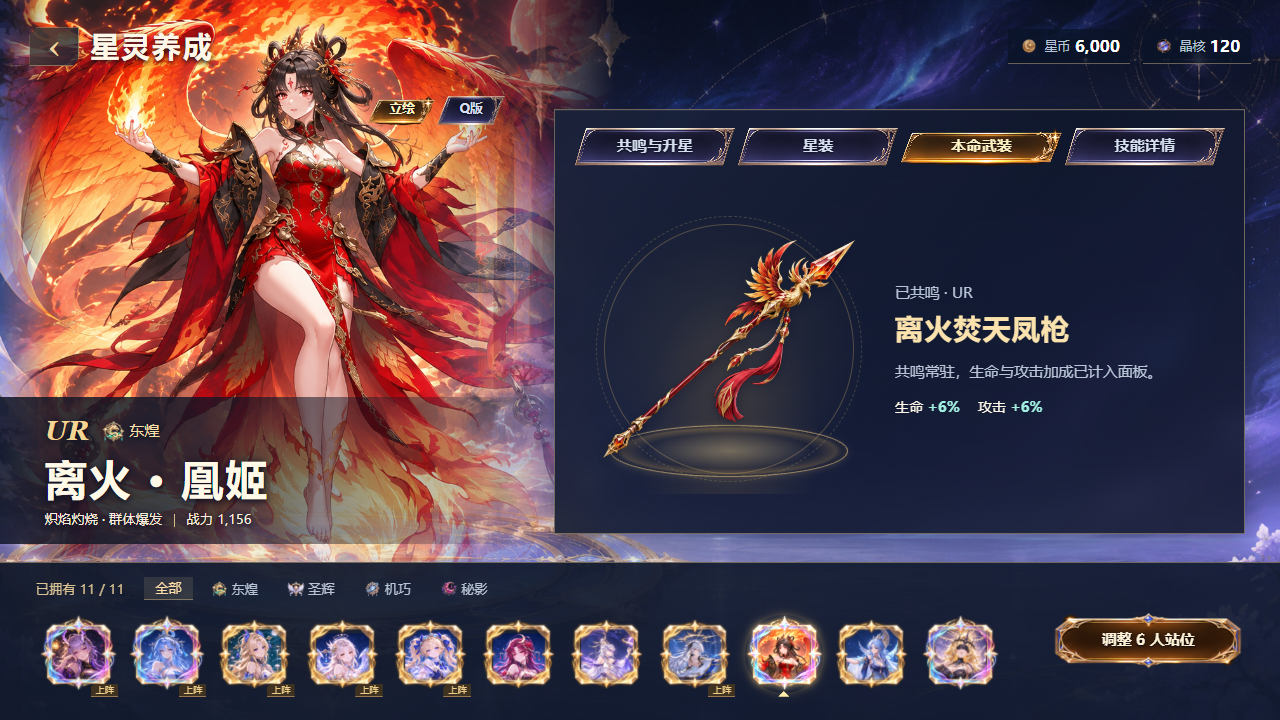 星灵养成
星币 6,000
晶核 120
立绘
Q版
共鸣与升星
星装
本命武装
技能详情
已共鸣 · UR
离火焚天凤枪
共鸣常驻，生命与攻击加成已计入面板。
生命 +6% 攻击 +6%
UR 东煌
离火·凰姬
炽焰灼烧 · 群体爆发 | 战力 1,156
已拥有 11 / 11
全部
东煌
圣辉
机巧
秘影
上阵
上阵
上阵
上阵
上阵
上阵
调整 6 人站位